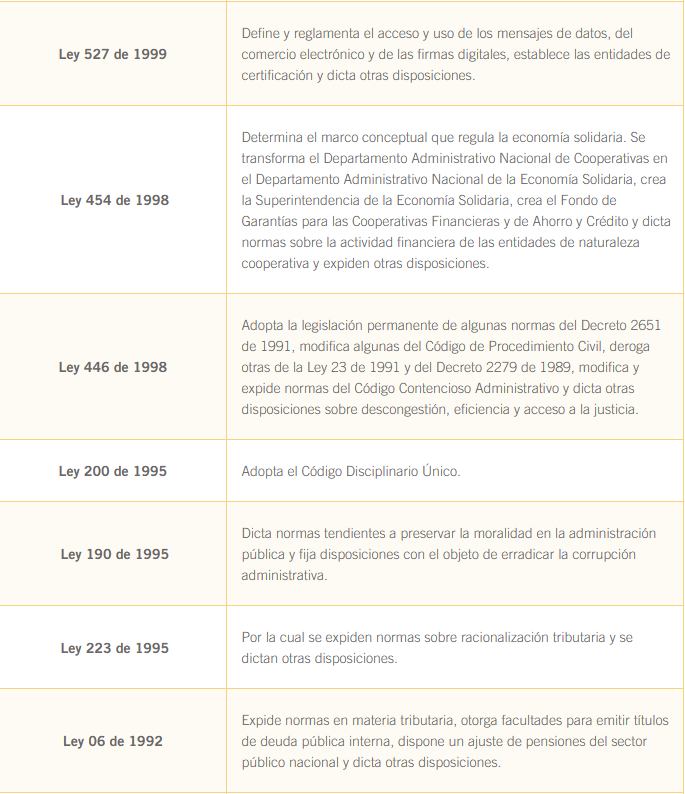 Ley 527 de 1999
Define y reglamenta el acceso y uso de los mensajes de datos, del
comercio electrónico y de las firmas digitales, establece las entidades de
certificación y dicta otras disposiciones.
Ley 454 de 1998
Determina el marco conceptual que regula la economía solidaria. Se
transforma el Departamento Administrativo Nacional de Cooperativas en
el Departamento Administrativo Nacional de la Economía Solidaria, crea
la Superintendencia de la Economía Solidaria, crea el Fondo de
Garantías para las Cooperativas Financieras y de Ahorro y Crédito y dicta
normas sobre la actividad financiera de las entidades de naturaleza
cooperativa y expiden otras disposiciones.
Ley 446 de 1998
Adopta la legislación permanente de algunas normas del Decreto 2651
de 1991, modifica algunas del Código de Procedimiento Civil, deroga
otras de la Ley 23 de 1991 y del Decreto 2279 de 1989, modifica y
expide normas del Código Contencioso Administrativo y dicta otras
disposiciones sobre descongestión, eficiencia y acceso a la justicia.
Ley 200 de 1995
Adopta el Código Disciplinario Único.
Ley 190 de 1995
Dicta normas tendientes a preservar la moralidad en la administración
pública y fija disposiciones con el objeto de erradicar la corrupción
administrativa.
Ley 223 de 1995
Por la cual se expiden normas sobre racionalización tributaria y se
dictan otras disposiciones.
Ley 06 de 1992
Expide normas en materia tributaria, otorga facultades para emitir títulos
de deuda pública interna, dispone un ajuste de pensiones del sector
público nacional y dicta otras disposiciones.